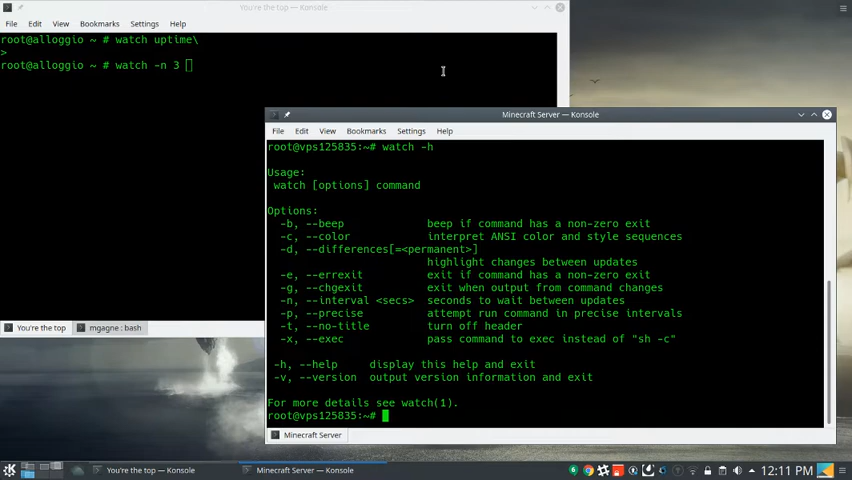 You're the top — Konsole
File Edit View Bookmarks Settings Help
root@alloggio ~ # watch uptime\
>
root@alloggio ~ # watch -n 3
You're the top
mgagne : bash
Minecraft Server — Konsole
File Edit View Bookmarks Settings Help
root@vps125835:~# watch -h
Usage:
watch [options] command
Options:
-b, --beep beep if command has a non-zero exit
-c, --color interpret ANSI color and style sequences
-d, --differences[=<permanent>]
highlight changes between updates
-e, --errexit exit if command has a non-zero exit
-g, --chgexit exit when output from command changes
-n, --interval <secs> seconds to wait between updates
-p, --precise attempt run command in precise intervals
-t, --no-title turn off header
-x, --exec pass command to exec instead of "sh -c"
-h, --help display this help and exit
-v, --version output version information and exit
For more details see watch(1).
root@vps125835:~#
Minecraft Server
You're the top — Konsole
Minecraft Server — Konsole
12:11 PM